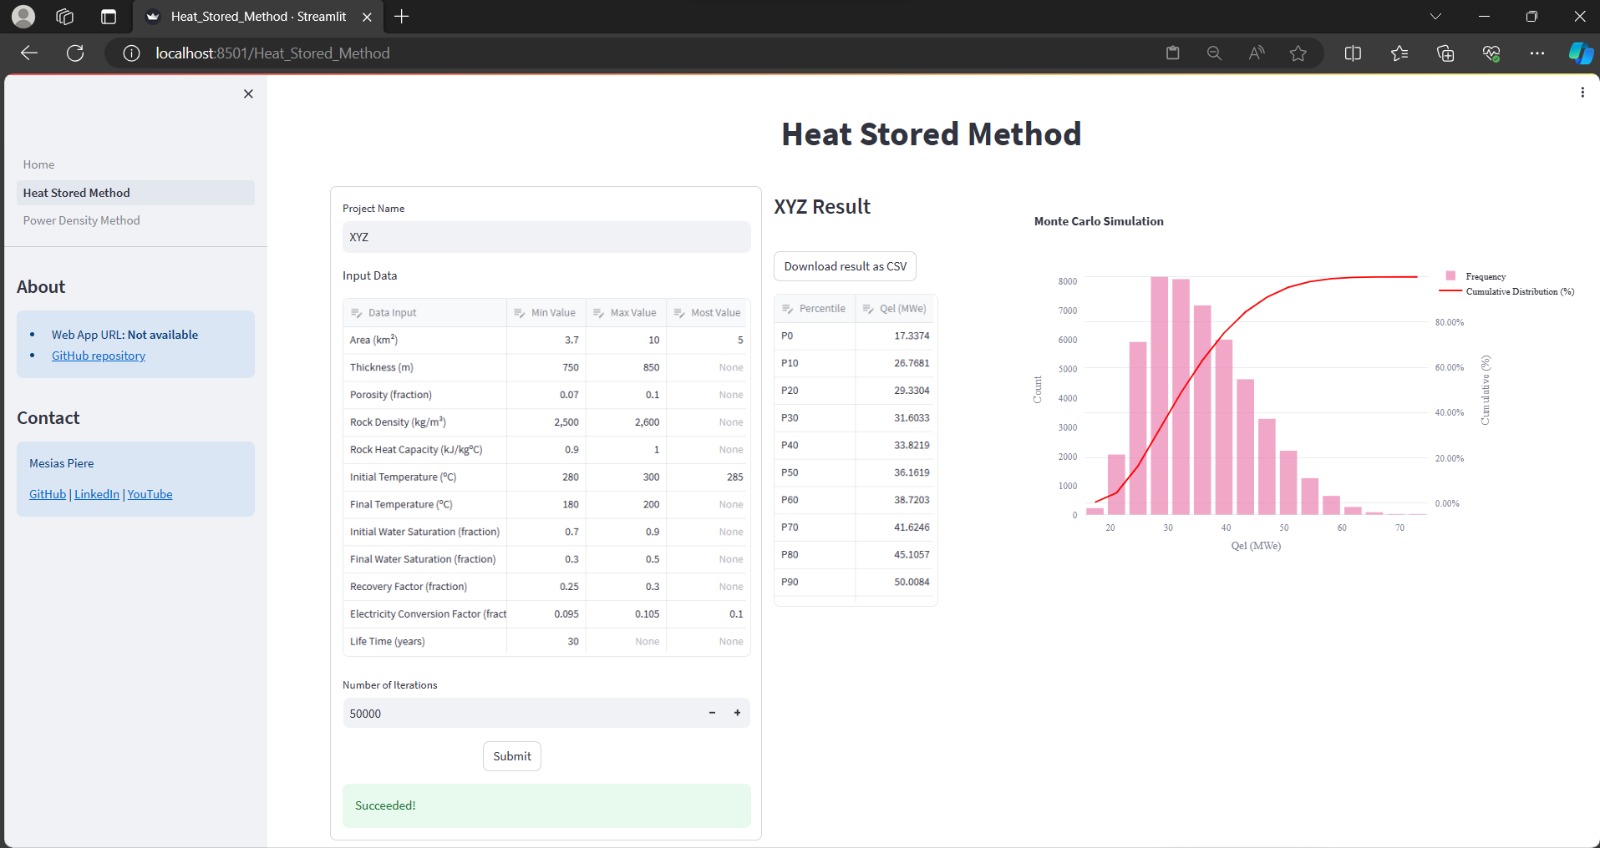 Heat_Stored_Method · Streamlit
localhost:8501/Heat_Stored_Method
Home
Heat Stored Method
Power Density Method
About
• Web App URL: Not available
• GitHub repository
Contact
Mesias Piere
GitHub | LinkedIn | YouTube
Heat Stored Method
Project Name
XYZ
Input Data
Data Input Min Value Max Value Most Value
Area (km²) 3.7 10 5
Thickness (m) 750 850 None
Porosity (fraction) 0.07 0.1 None
Rock Density (kg/m³) 2,500 2,600 None
Rock Heat Capacity (kJ/kg°C) 0.9 1 None
Initial Temperature (°C) 280 300 285
Final Temperature (°C) 180 200 None
Initial Water Saturation (fraction) 0.7 0.9 None
Final Water Saturation (fraction) 0.3 0.5 None
Recovery Factor (fraction) 0.25 0.3 None
Electricity Conversion Factor (fract 0.095 0.105 0.1
Life Time (years) 30 None None
Number of Iterations
50000 - +
Submit
Succeeded!
XYZ Result
Download result as CSV
Percentile Qel (MWe)
P0 17.3374
P10 26.7681
P20 29.3304
P30 31.6033
P40 33.8219
P50 36.1619
P60 38.7203
P70 41.6246
P80 45.1057
P90 50.0084
Monte Carlo Simulation
8000
7000
6000
5000
4000
3000
2000
1000
0
Count
20 30 40 50 60 70
Qel (MWe)
80.00%
60.00%
40.00%
20.00%
0.00%
Cumulative (%)
Frequency
Cumulative Distribution (%)